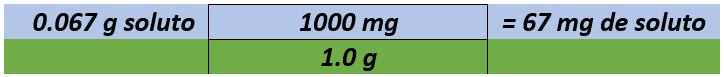 0.067 g soluto 1000 mg = 67 mg de soluto
1.0 g